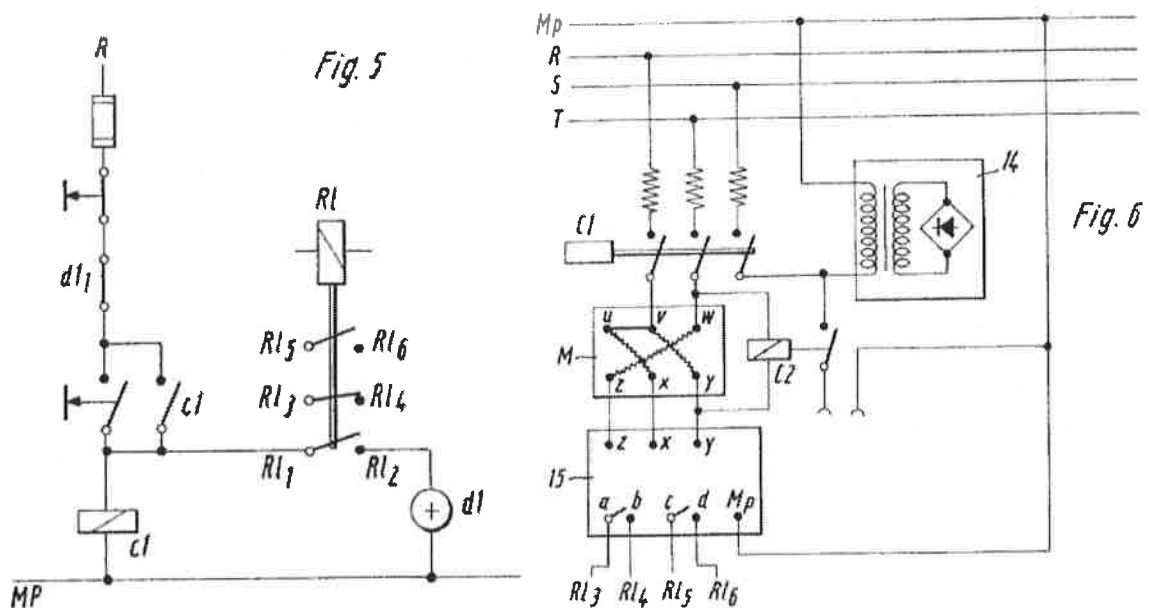 R
Fig. 5
Rl
dl₁
Rl₅
Rl₆
Rl₃
Rl₄
c1
Rl₁
Rl₂
d1
c1
MP
Mp
R
S
T
14
Fig. 6
C1
u v w
M
z x y
C2
z x y
15
a b c d Mp
Rl₃ Rl₄ Rl₅ Rl₆